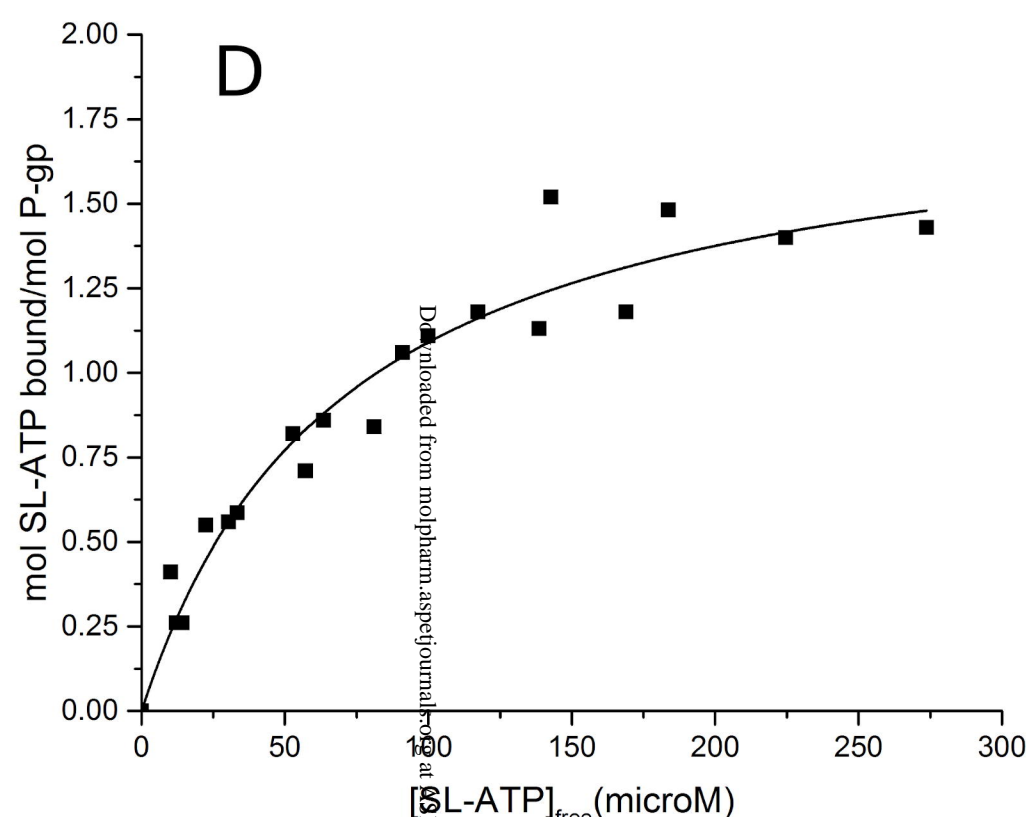 D
2.00
1.75
1.50
1.25
1.00
0.75
0.50
0.25
0.00
mol SL-ATP bound/mol P-gp
0 50 100 150 200 250 300
[SL-ATP]free(microM)
Downloaded from molpharm.aspetjournals.org at